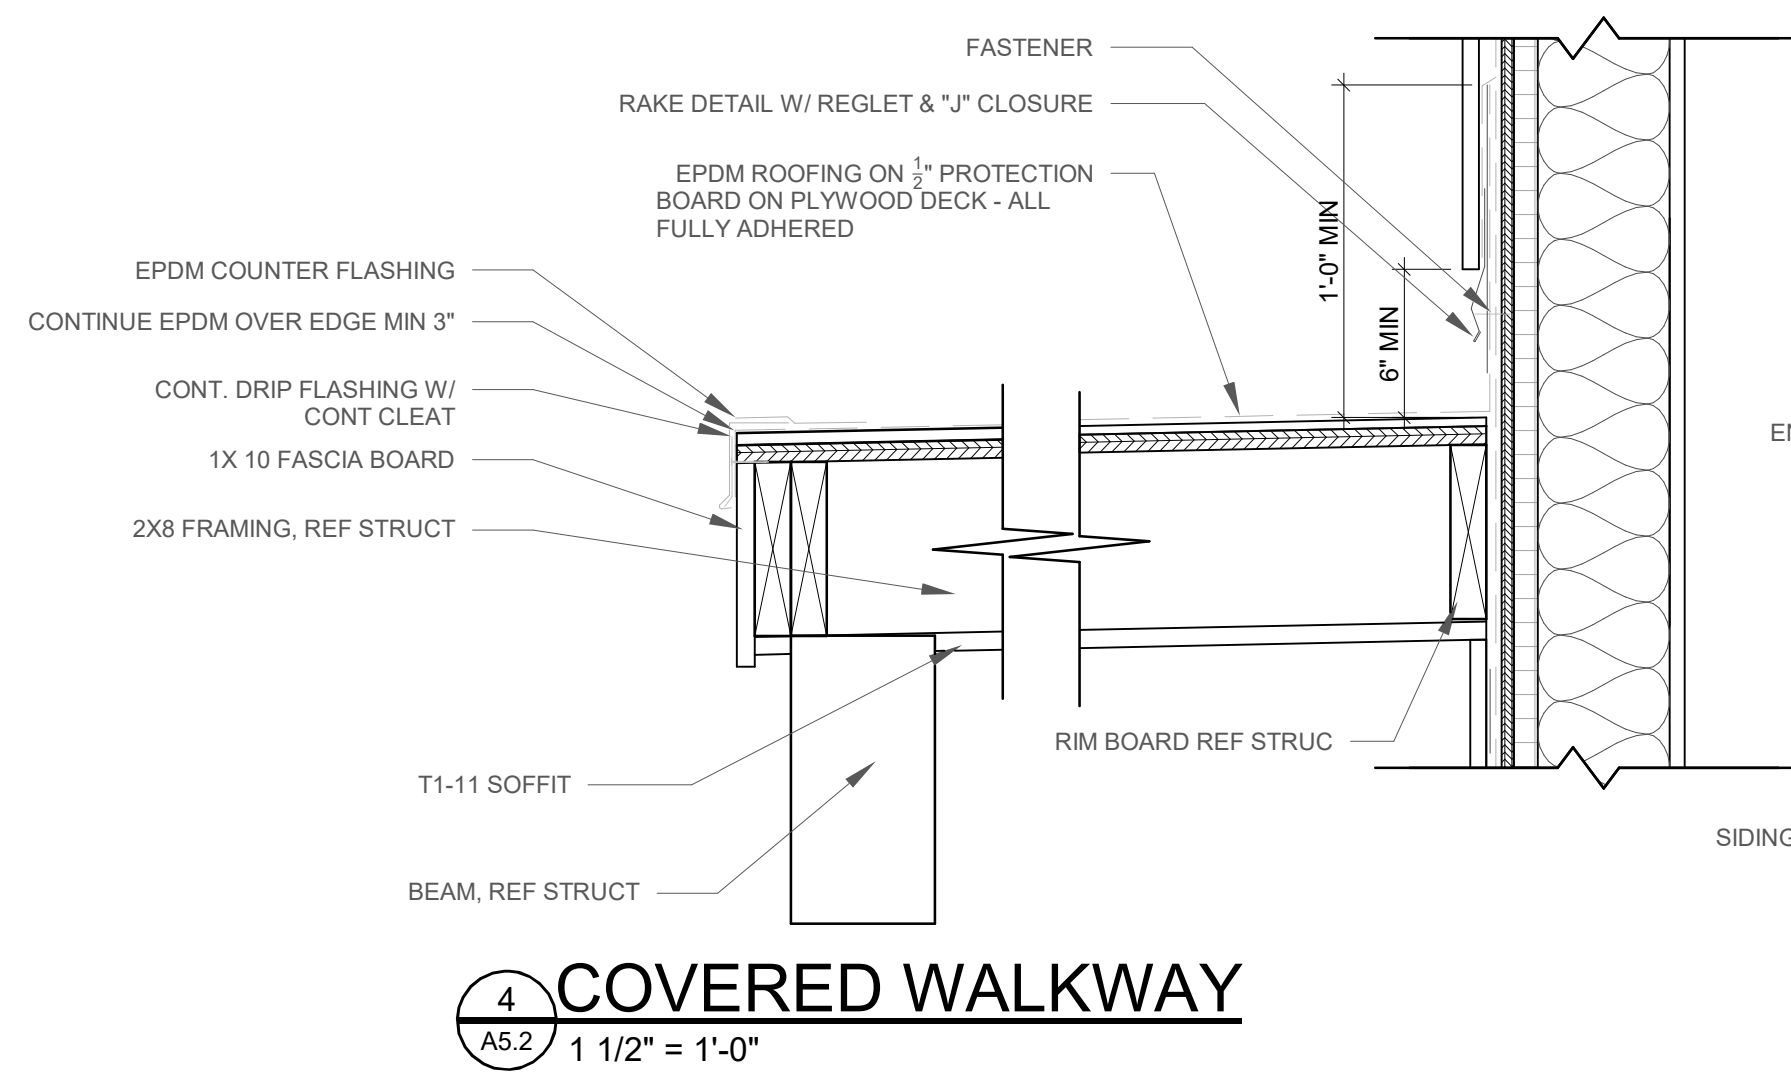 FASTENER
RAKE DETAIL W/ REGLET & "J" CLOSURE
EPDM ROOFING ON 1/2" PROTECTION
BOARD ON PLYWOOD DECK - ALL
FULLY ADHERED
EPDM COUNTER FLASHING
CONTINUE EPDM OVER EDGE MIN 3"
CONT. DRIP FLASHING W/
CONT CLEAT
1X 10 FASCIA BOARD
2X8 FRAMING, REF STRUCT
1'-0" MIN
6" MIN
RIM BOARD REF STRUC
T1-11 SOFFIT
BEAM, REF STRUCT
SIDING
4
A5.2
COVERED WALKWAY
1 1/2" = 1'-0"